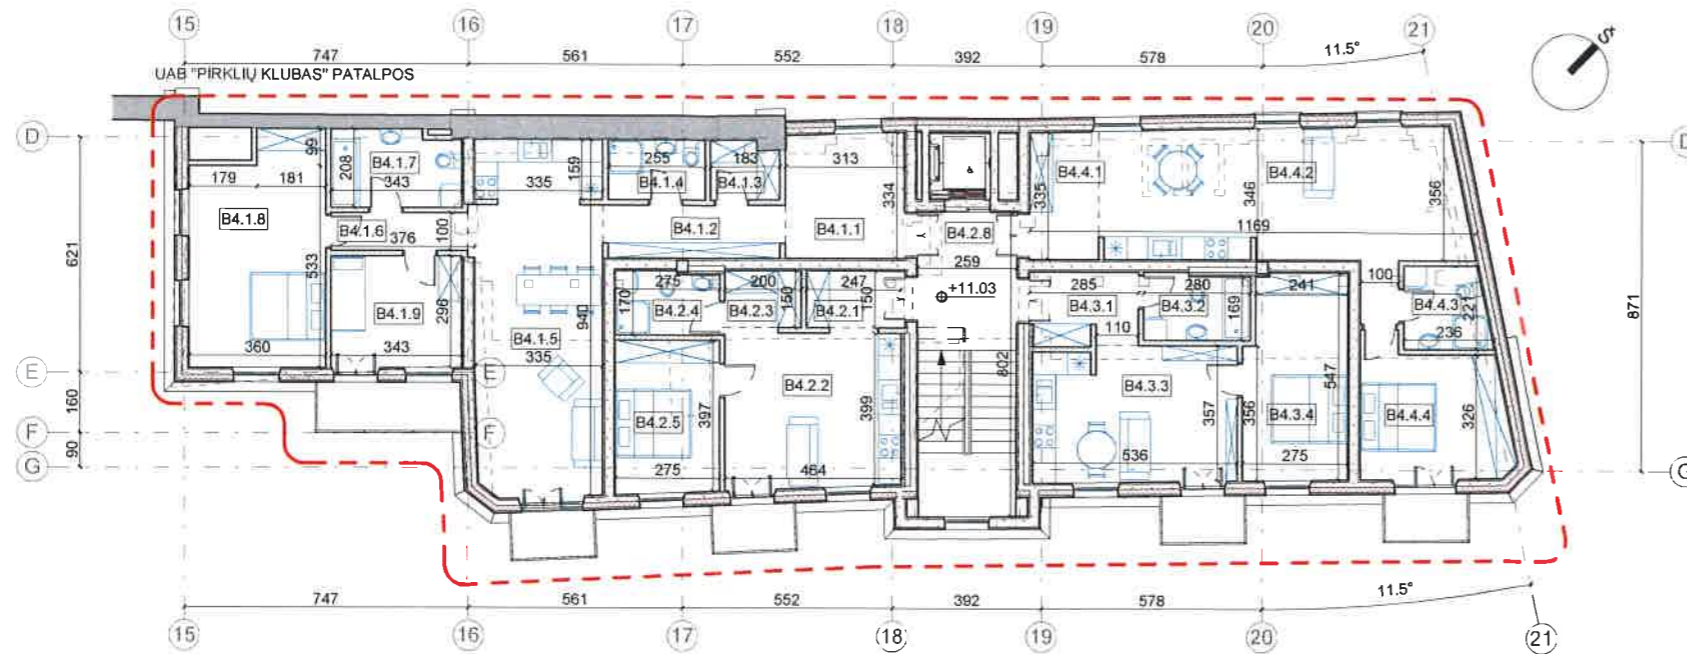 15 16 17 18 19 20 21
747 561 552 392 578 11.5°
UAB "PIRKLIŲ KLUBAS" PATALPOS
Š
D D
99 208 B4.1.7 159 255 183 313
179 181 343 335 B4.1.4 B4.1.3 334 335 B4.4.1 346 B4.4.2 356
B4.1.8 B4.1.6 100 B4.1.2 B4.1.1 B4.2.8 1169
376 259
621 533 296 275 200 247 +11.03 285 280 241 100 871
B4.1.9 940 170 B4.2.4 B4.2.3 150 B4.2.1 150 B4.3.1 B4.3.2 169 B4.4.3 221
B4.1.5 110 236
360 343 335 802
E E
160 B4.2.5 397 B4.2.2 399 B4.3.3 357 356 B4.3.4 547 B4.4.4 326
F F
90 275 464 536 275
G G
747 561 552 392 578 11.5°
15 16 17 18 19 20 21